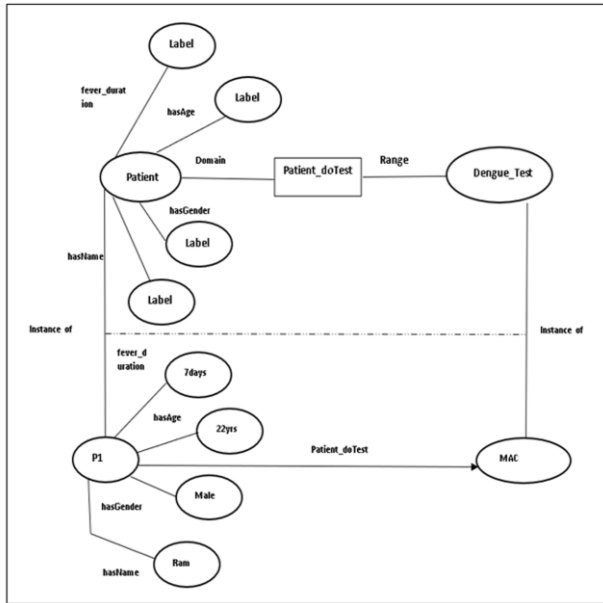 Label
fever_durat
ion
Label
hasAge
Domain
Patient_doTest
Range
Patient
Dengue_Test
hasGender
Label
hasName
Label
Instance of
Instance of
fever_d
uration
7days
hasAge
22yrs
Patient_doTest
P1
MAC
Male
hasGender
Ram
hasName